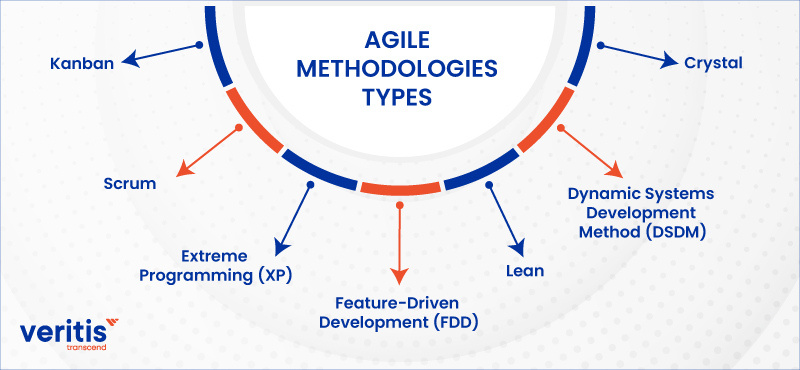 AGILE
METHODOLOGIES
TYPES
Kanban
Scrum
Extreme
Programming (XP)
Feature-Driven
Development (FDD)
Lean
Dynamic Systems
Development
Method (DSDM)
Crystal
veritis
transcend